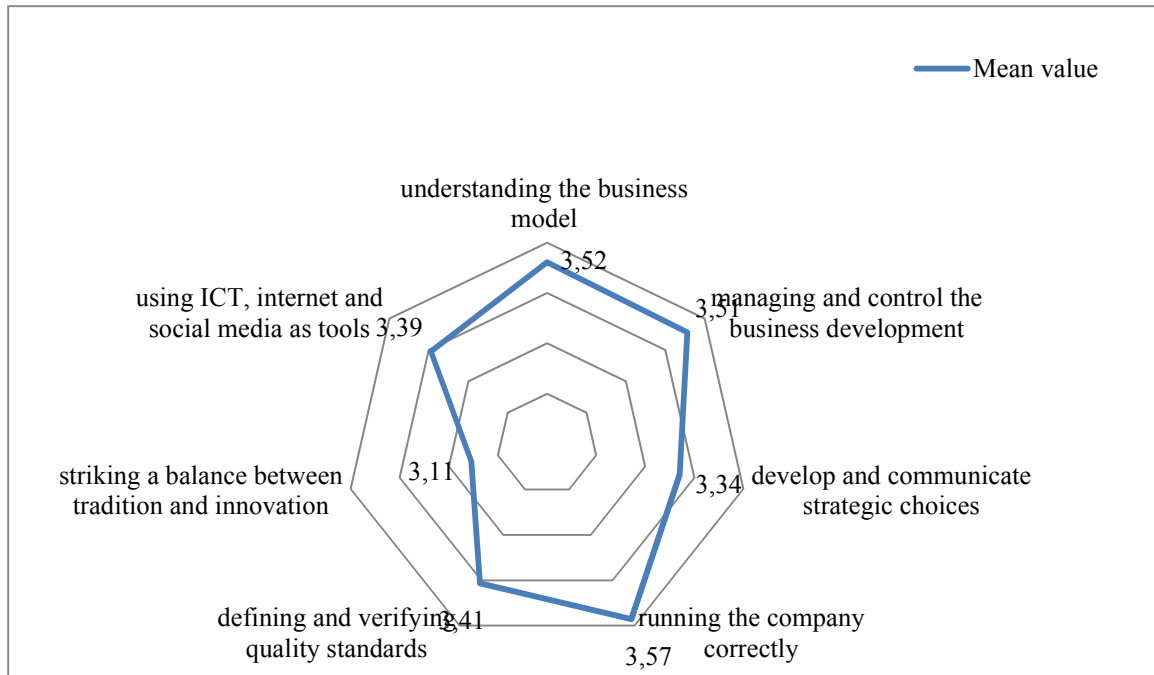 Mean value
understanding the business
model
3,52
managing and control the
business development
3,51
develop and communicate
strategic choices
3,34
running the company
correctly
3,57
defining and verifying
quality standards
3,41
striking a balance between
tradition and innovation
3,11
using ICT, internet and
social media as tools
3,39